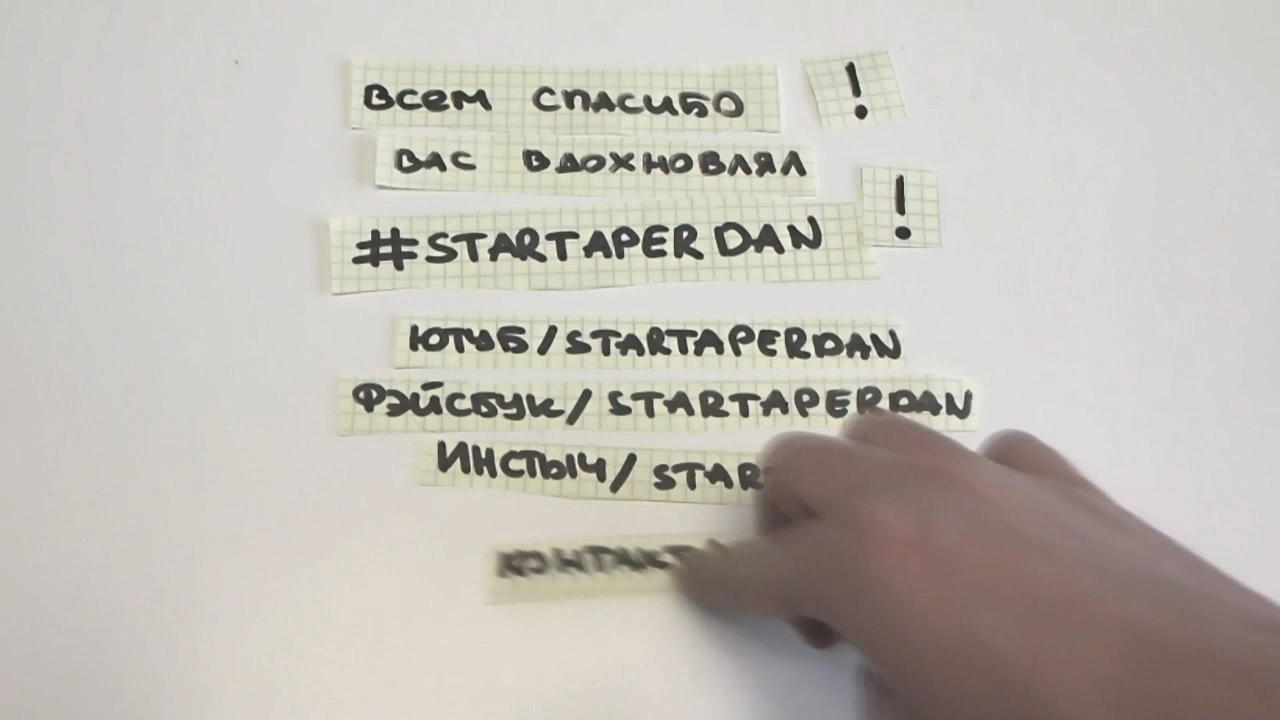 Всем спасибо !
вас вдохновлял
#STARTAPERDAN !
Ютуб/STARTAPERDAN
Фэйсбук/STARTAPERDAN
Инстыч/